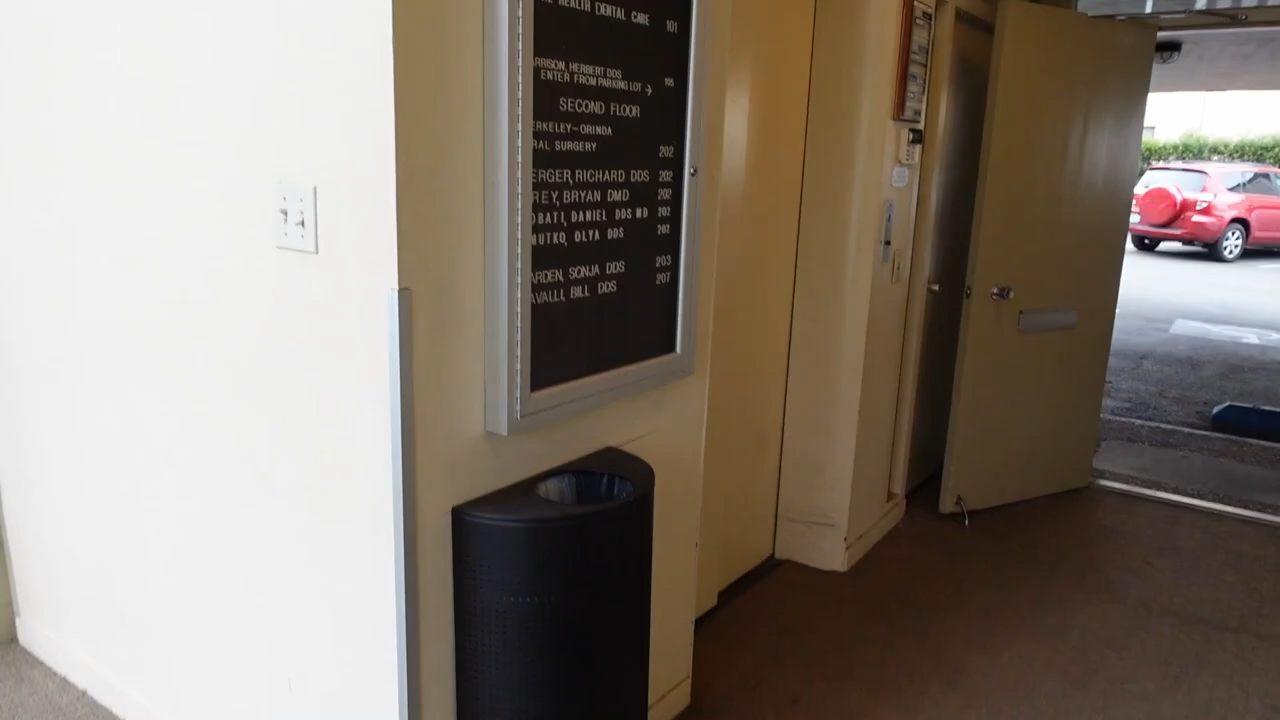 HEALTH DENTAL CARE 101
RRISON, HERBERT DDS 105
ENTER FROM PARKING LOT →
SECOND FLOOR
ERKELEY-ORINDA
RAL SURGERY 202
ERGER, RICHARD DDS 202
REY, BRYAN DMD 202
OBATI, DANIEL DDS MD 202
MUTKO, OLYA DDS 202
ARDEN, SONJA DDS 203
AVALLI, BILL DDS 207